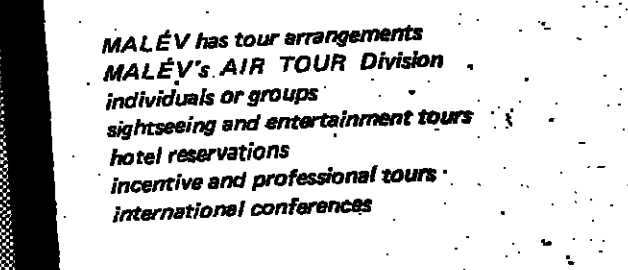 MALÉV has tour arrangements
MALÉV's AIR TOUR Division
individuals or groups
sightseeing and entertainment tours
hotel reservations
incentive and professional tours
international conferences